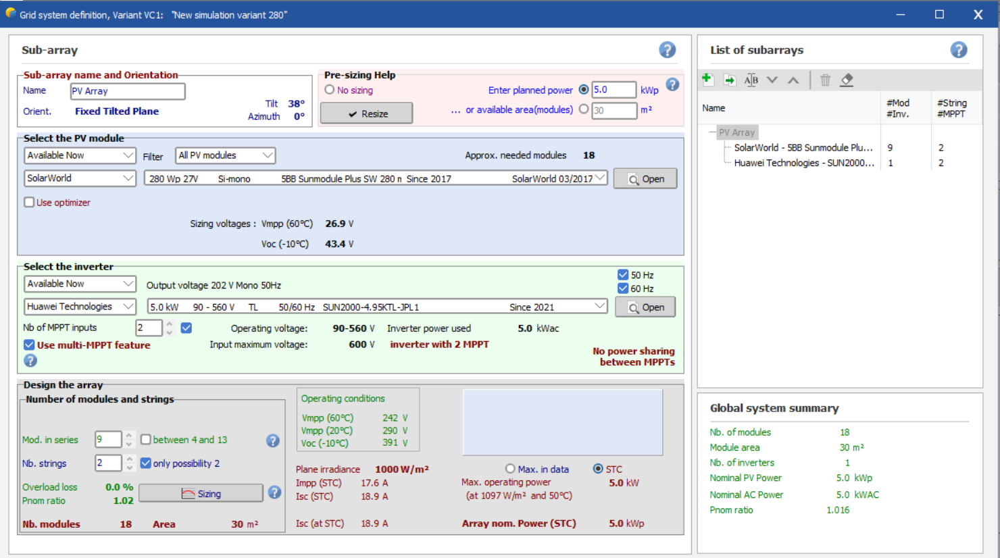 Grid system definition, Variant VC1:   "New simulation variant 280"
Sub-array
Sub-array name and Orientation
Name PV Array
Orient. Fixed Tilted Plane
Tilt 38°
Azimuth 0°
Pre-sizing Help
No sizing
Enter planned power 5.0 kWp
Resize
... or available area(modules) 30 m²
Select the PV module
Available Now
Filter All PV modules
Approx. needed modules 18
SolarWorld
280 Wp 27V Si-mono 5BB Sunmodule Plus SW 280 m Since 2017 SolarWorld 03/2017
Open
Use optimizer
Sizing voltages : Vmpp (60°C) 26.9 V
Voc (-10°C) 43.4 V
Select the inverter
Available Now
Output voltage 202 V Mono 50Hz
50 Hz
60 Hz
Huawei Technologies
5.0 kW 90 - 560 V TL 50/60 Hz SUN2000-4.95KTL-JPL1 Since 2021
Open
Nb of MPPT inputs 2
Operating voltage: 90-560 V
Inverter power used 5.0 kWac
Use multi-MPPT feature
Input maximum voltage: 600 V
inverter with 2 MPPT
No power sharing
between MPPTs
Design the array
Number of modules and strings
Mod. in series 9 between 4 and 13
Nb. strings 2 only possibility 2
Overload loss 0.0 %
Pnom ratio 1.02
Sizing
Nb. modules 18 Area 30 m²
Operating conditions
Vmpp (60°C) 242 V
Vmpp (20°C) 290 V
Voc (-10°C) 391 V
Plane irradiance 1000 W/m²
Impp (STC) 17.6 A
Isc (STC) 18.9 A
Isc (at STC) 18.9 A
Max. in data STC
Max. operating power 5.0 kW
(at 1097 W/m² and 50°C)
Array nom. Power (STC) 5.0 kWp
List of subarrays
A|B
Name
#Mod
#Inv.
#String
#MPPT
PV Array
SolarWorld - 5BB Sunmodule Plu... 9 2
Huawei Technologies - SUN2000... 1 2
Global system summary
Nb. of modules 18
Module area 30 m²
Nb. of inverters 1
Nominal PV Power 5.0 kWp
Nominal AC Power 5.0 kWAC
Pnom ratio 1.016